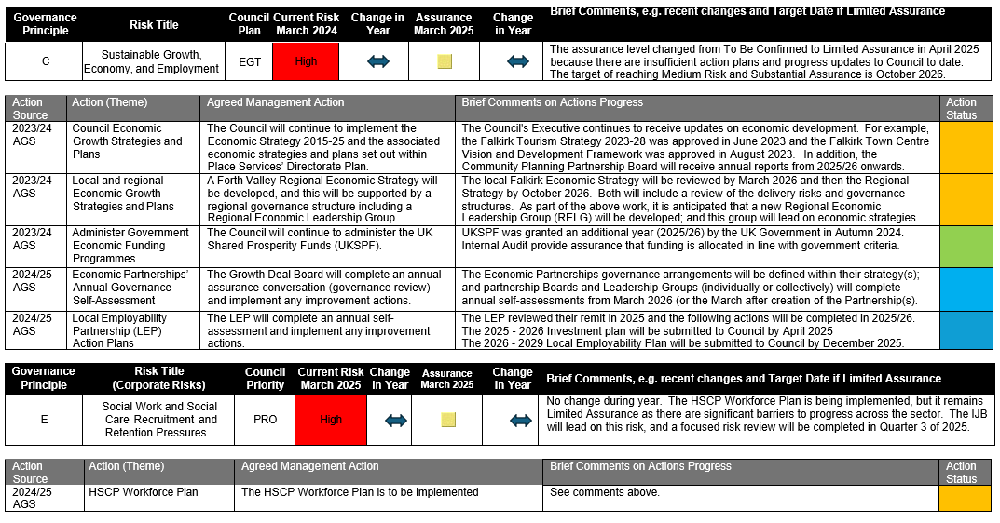 Governance Principle
Risk Title
Council Plan
Current Risk March 2024
Change in Year
Assurance March 2025
Change in Year
Brief Comments, e.g. recent changes and Target Date if Limited Assurance
C
Sustainable Growth,
Economy, and Employment
EGT
High
The assurance level changed from To Be Confirmed to Limited Assurance in April 2025
because there are insufficient action plans and progress updates to Council to date.
The target of reaching Medium Risk and Substantial Assurance is October 2026.
Action Source
Action (Theme)
Agreed Management Action
Brief Comments on Actions Progress
Action Status
2023/24 AGS
Council Economic
Growth Strategies and
Plans
The Council will continue to implement the
Economic Strategy 2015-25 and the associated
economic strategies and plans set out within
Place Services' Directorate Plan.
The Council's Executive continues to receive updates on economic development.  For example,
the Falkirk Tourism Strategy 2023-28 was approved in June 2023 and the Falkirk Town Centre
Vision and Development Framework was approved in August 2023.   In addition, the
Community Planning Partnership Board will receive annual reports from 2025/26 onwards.
2023/24 AGS
Local and regional
Economic Growth
Strategies and Plans
A Forth Valley Regional Economic Strategy will
be developed, and this will be supported by a
regional governance structure including a
Regional Economic Leadership Group.
The local Falkirk Economic Strategy will be reviewed by March 2026 and then the Regional
Strategy by October 2026.  Both will include a review of the delivery risks and governance
structures.  As part of the above work, it is anticipated that a new Regional Economic
Leadership Group (RELG) will be developed; and this group will lead on economic strategies.
2023/24 AGS
Administer Government
Economic Funding
Programmes
The Council will continue to administer the UK
Shared Prosperity Funds (UKSPF).
UKSPF was granted an additional year (2025/26) by the UK Government in Autumn 2024.
Internal Audit provide assurance that funding is allocated in line with government criteria.
2024/25 AGS
Economic Partnerships'
Annual Governance
Self-Assessment
The Growth Deal Board will complete an annual
assurance conversation (governance review)
and implement any improvement actions.
The Economic Partnerships governance arrangements will be defined within their strategy(s);
and partnership Boards and Leadership Groups (individually or collectively) will complete
annual self-assessments from March 2026 (or the March after creation of the Partnership(s).
2024/25 AGS
Local Employability
Partnership (LEP)
Action Plans
The LEP will complete an annual self-
assessment and implement any improvement
actions.
The LEP reviewed their remit in 2025 and the following actions will be completed in 2025/26.
The 2025 - 2026 Investment plan will be submitted to Council by April 2025
The 2026 - 2029 Local Employability Plan will be submitted to Council by December 2025.
Governance Principle
Risk Title
(Corporate Risks)
Council Priority
Current Risk March 2025
Change in Year
Assurance March 2025
Change in Year
Brief Comments, e.g. recent changes and Target Date if Limited Assurance
E
Social Work and Social
Care Recruitment and
Retention Pressures
PRO
High
No change during year.  The HSCP Workforce Plan is being implemented, but it remains
Limited Assurance as there are significant barriers to progress across the sector.  The IJB
will lead on this risk, and a focused risk review will be completed in Quarter 3 of 2025.
Action Source
Action (Theme)
Agreed Management Action
Brief Comments on Actions Progress
Action Status
2024/25 AGS
HSCP Workforce Plan
The HSCP Workforce Plan is to be implemented
See comments above.